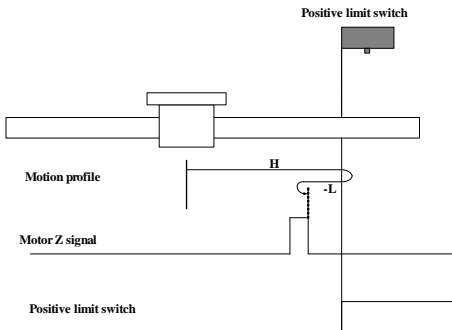 Positive limit switch
H
Motion profile
-L
Motor Z signal
Positive limit switch